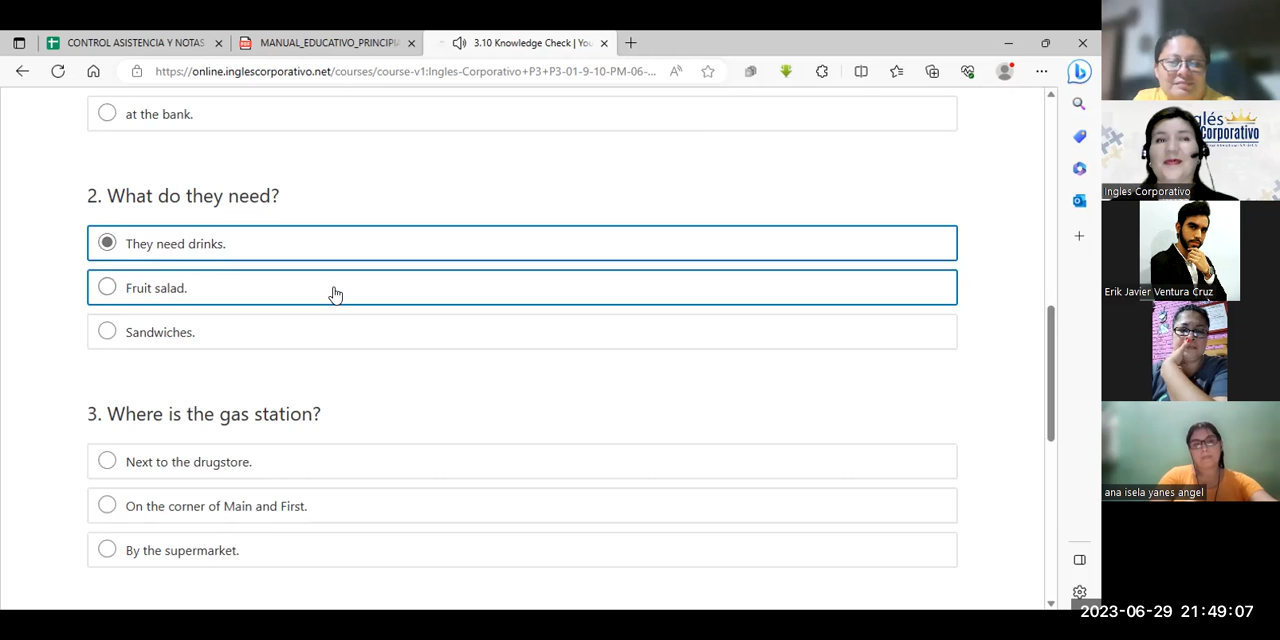 CONTROL ASISTENCIA Y NOTAS
MANUAL_EDUCATIVO_PRINCIPI
3.10 Knowledge Check | You
https://online.inglescorporativo.net/courses/course-v1:Ingles-Corporativo+P3+P3-01-9-10-PM-06-...
at the bank.
2. What do they need?
They need drinks.
Fruit salad.
Sandwiches.
3. Where is the gas station?
Next to the drugstore.
On the corner of Main and First.
By the supermarket.
glés
Corporativo
Ingles Corporativo
Erik Javier Ventura Cruz
ana isela yanes angel
2023-06-29 21:49:07